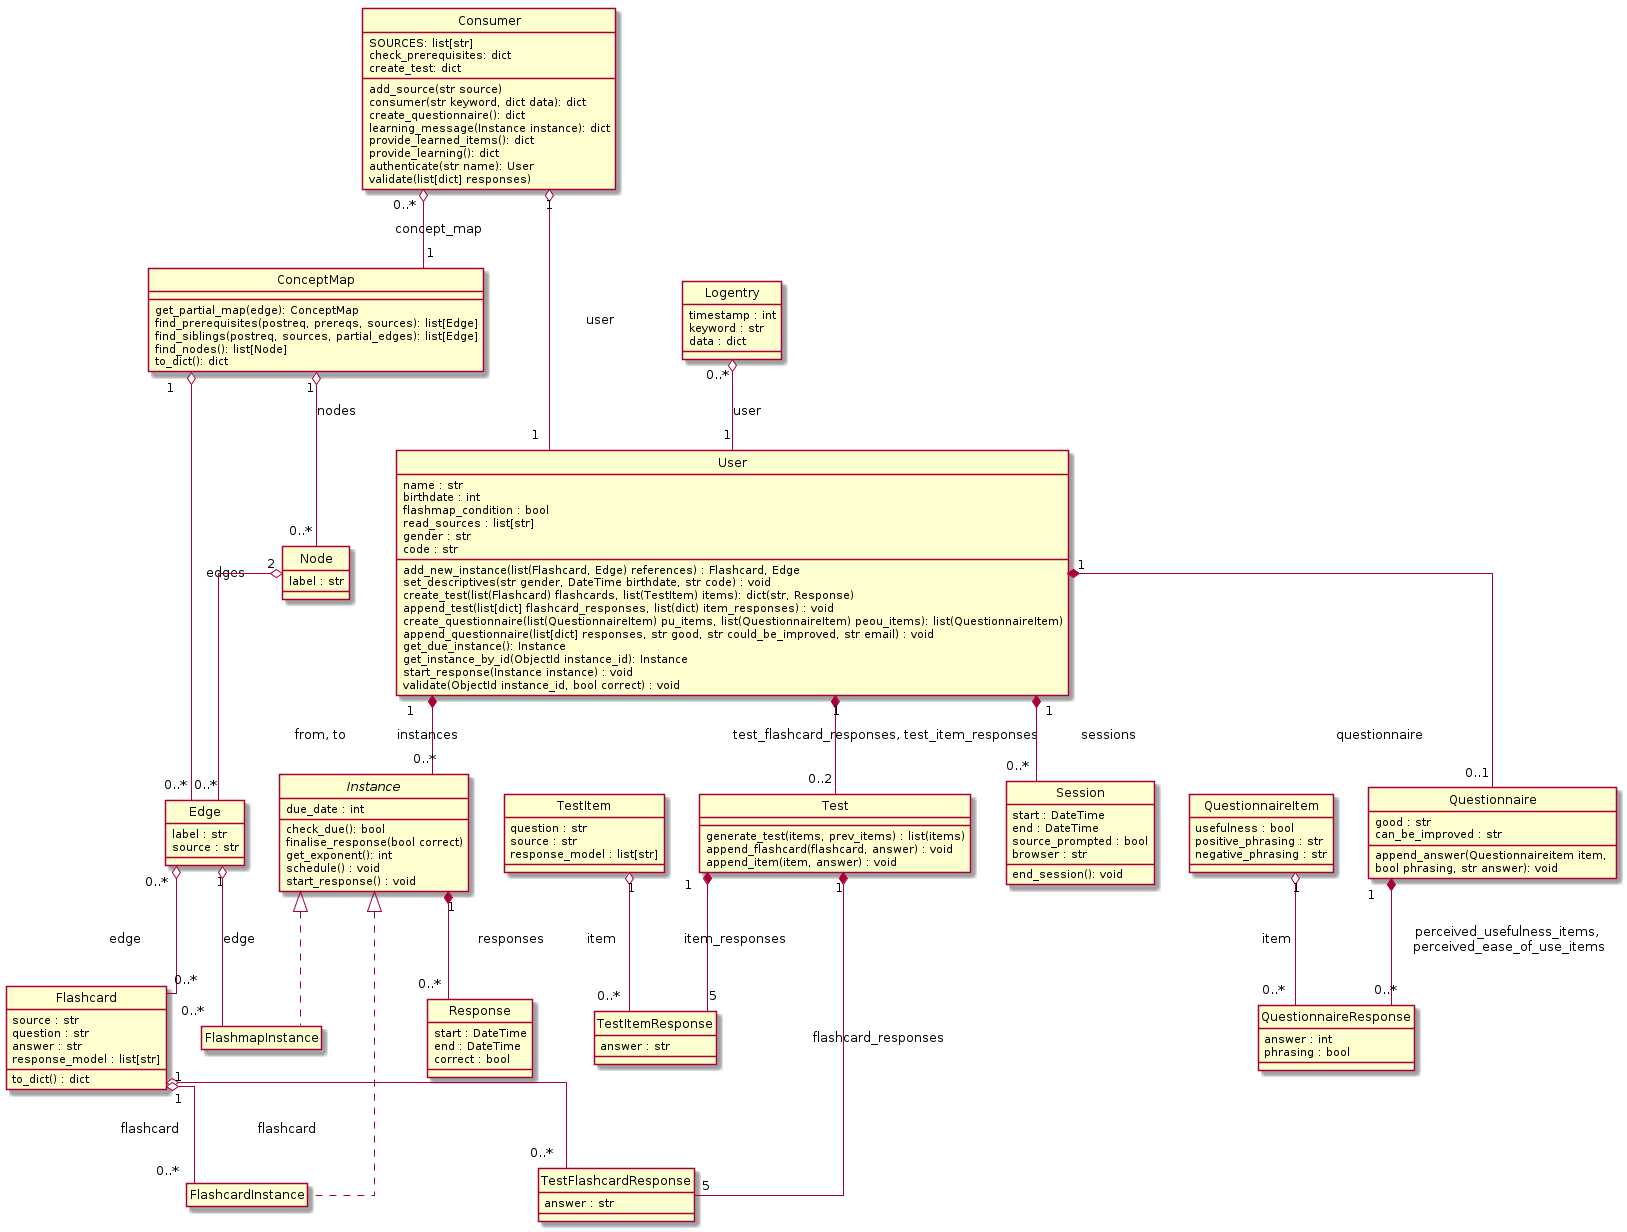 Consumer
SOURCES: list[str]
check_prerequisites: dict
create_test: dict
add_source(str source)
consumer(str keyword, dict data): dict
create_questionnaire(): dict
learning_message(Instance instance): dict
provide_learned_items(): dict
provide_learning(): dict
authenticate(str name): User
validate(list[dict] responses)
0..*
1
concept_map
1
ConceptMap
get_partial_map(edge): ConceptMap
find_prerequisites(postreq, prereqs, sources): list[Edge]
find_siblings(postreq, sources, partial_edges): list[Edge]
find_nodes(): list[Node]
to_dict(): dict
Logentry
timestamp : int
keyword : str
data : dict
user
1
1
0..*
nodes
user
1
1
0..*
User
name : str
birthdate : int
flashmap_condition : bool
read_sources : list[str]
gender : str
code : str
add_new_instance(list(Flashcard, Edge) references) : Flashcard, Edge
set_descriptives(str gender, DateTime birthdate, str code) : void
create_test(list(Flashcard) flashcards, list(TestItem) items): dict(str, Response)
append_test(list[dict] flashcard_responses, list(dict) item_responses) : void
create_questionnaire(list(QuestionnaireItem) pu_items, list(QuestionnaireItem) peou_items): list(QuestionnaireItem)
append_questionnaire(list[dict] responses, str good, str could_be_improved, str email) : void
get_due_instance(): Instance
get_instance_by_id(ObjectId instance_id): Instance
start_response(Instance instance) : void
validate(ObjectId instance_id, bool correct) : void
Node
label : str
edges
2
1
1
1
1
from, to
instances
test_flashcard_responses, test_item_responses
sessions
questionnaire
0..*
0..*
0..*
0..2
0..*
0..1
Edge
label : str
source : str
Instance
due_date : int
check_due(): bool
finalise_response(bool correct)
get_exponent(): int
schedule() : void
start_response() : void
TestItem
question : str
source : str
response_model : list[str]
Test
generate_test(items, prev_items) : list(items)
append_flashcard(flashcard, answer) : void
append_item(item, answer) : void
Session
start : DateTime
end : DateTime
source_prompted : bool
browser : str
end_session(): void
QuestionnaireItem
usefulness : bool
positive_phrasing : str
negative_phrasing : str
Questionnaire
good : str
can_be_improved : str
append_answer(Questionnaireitem item,
bool phrasing, str answer): void
0..*
1
1
1
1
1
1
1
edge
edge
responses
item
item_responses
item
perceived_usefulness_items,
perceived_ease_of_use_items
0..*
0..*
0..*
0..*
5
0..*
0..*
Flashcard
source : str
question : str
answer : str
response_model : list[str]
to_dict() : dict
FlashmapInstance
Response
start : DateTime
end : DateTime
correct : bool
TestItemResponse
answer : str
flashcard_responses
QuestionnaireResponse
answer : int
phrasing : bool
1
1
flashcard
flashcard
0..*
0..*
FlashcardInstance
TestFlashcardResponse
answer : str
5